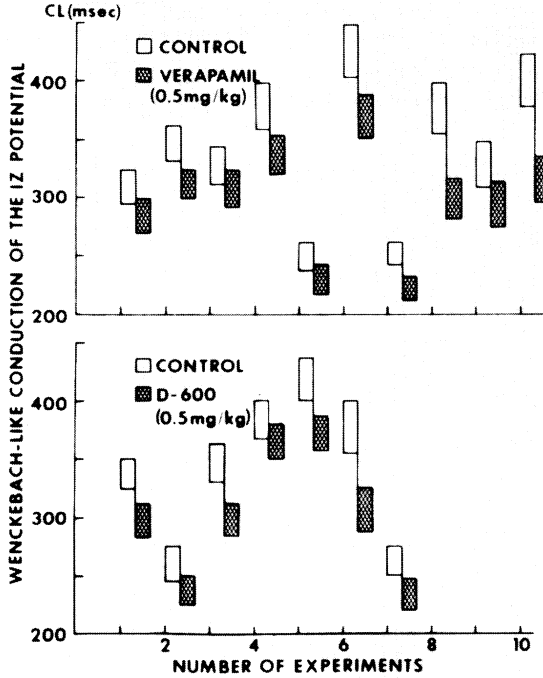 CL (msec)
CONTROL
VERAPAMIL
(0.5mg/kg)
400
300
200
CONTROL
D-600
(0.5mg/kg)
400
300
200
2
4
6
8
10
NUMBER OF EXPERIMENTS
WENCKEBACH-LIKE CONDUCTION OF THE IZ POTENTIAL